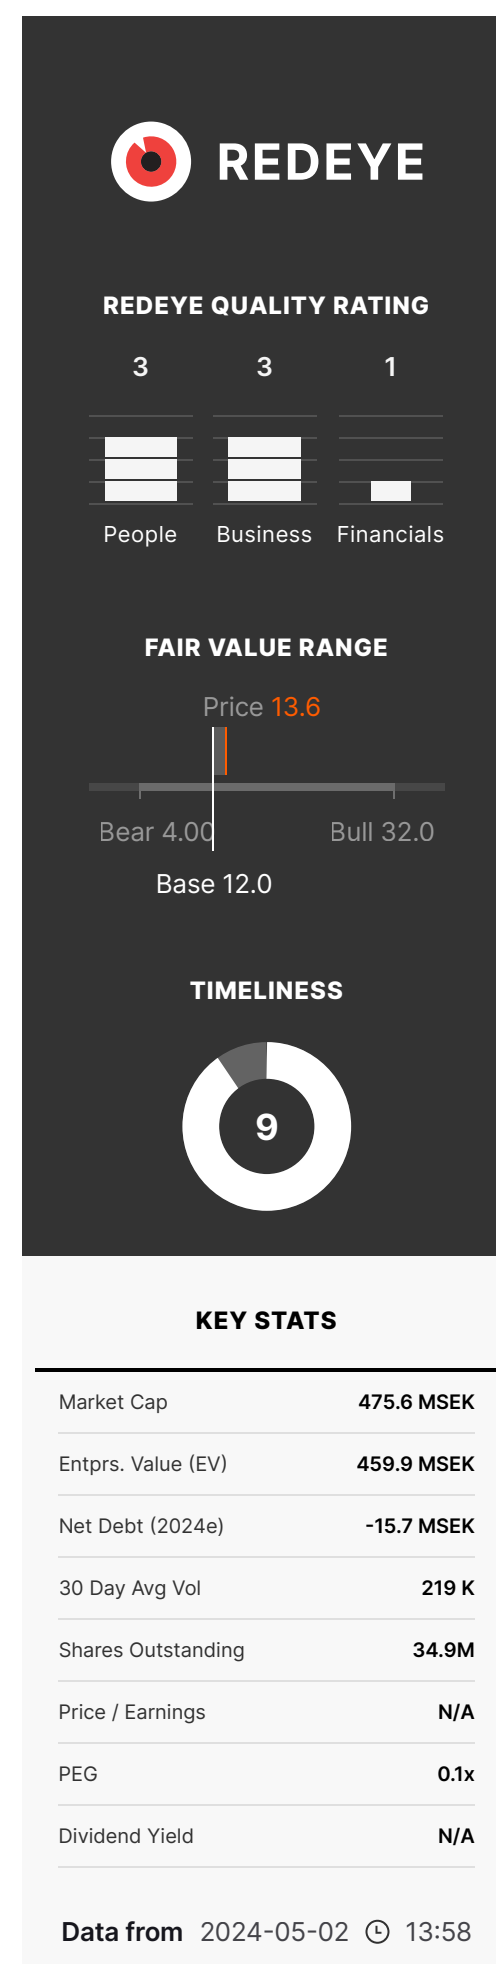 REDEYE
REDEYE QUALITY RATING
3 3 1
People Business Financials
FAIR VALUE RANGE
Price 13.6
Bear 4.00 Bull 32.0
Base 12.0
TIMELINESS
9
KEY STATS
Market Cap 475.6 MSEK
Entprs. Value (EV) 459.9 MSEK
Net Debt (2024e) -15.7 MSEK
30 Day Avg Vol 219 K
Shares Outstanding 34.9M
Price / Earnings N/A
PEG 0.1x
Dividend Yield N/A
Data from 2024-05-02 13:58